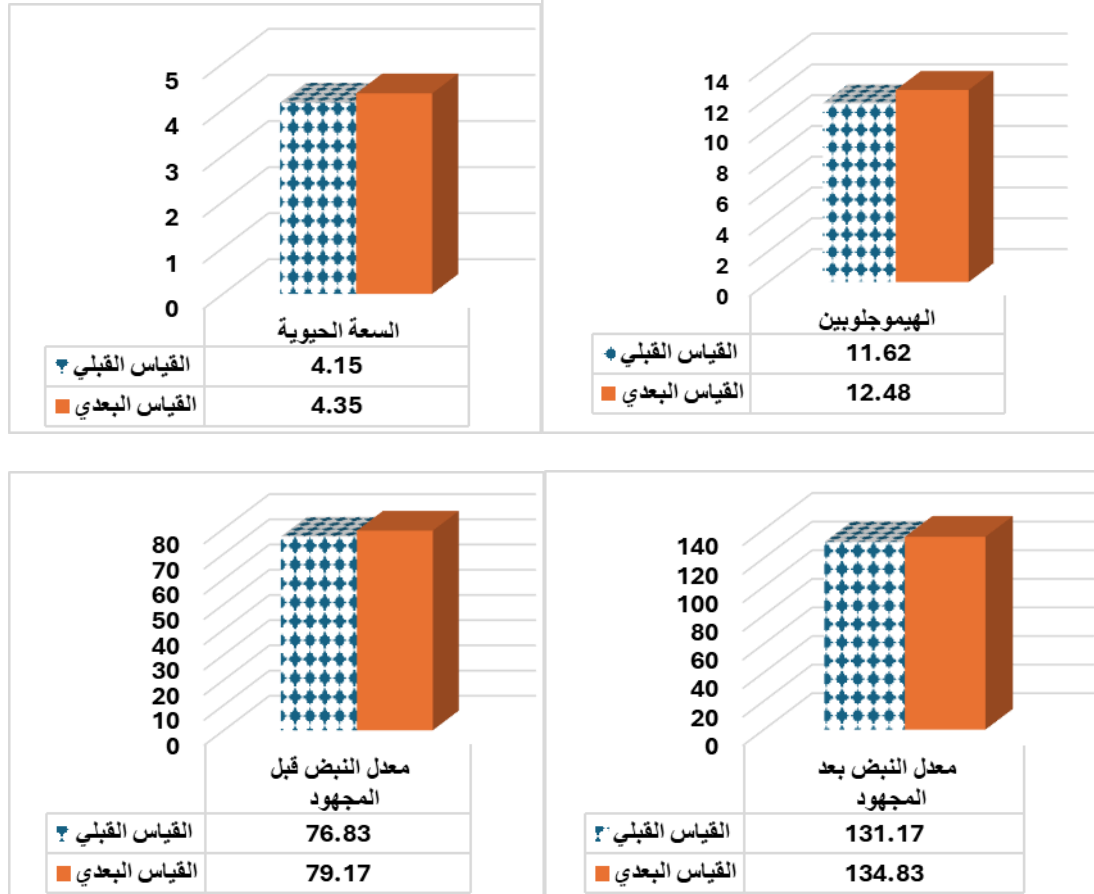 5
4
3
2
1
0
السعة الحيوية
القياس القبلي 4.15
القياس البعدي 4.35
14
12
10
8
6
4
2
0
الهيموجلوبين
القياس القبلي 11.62
القياس البعدي 12.48
80
70
60
50
40
30
20
10
0
معدل النبض قبل
المجهود
القياس القبلي 76.83
القياس البعدي 79.17
140
120
100
80
60
40
20
0
معدل النبض بعد
المجهود
القياس القبلي 131.17
القياس البعدي 134.83